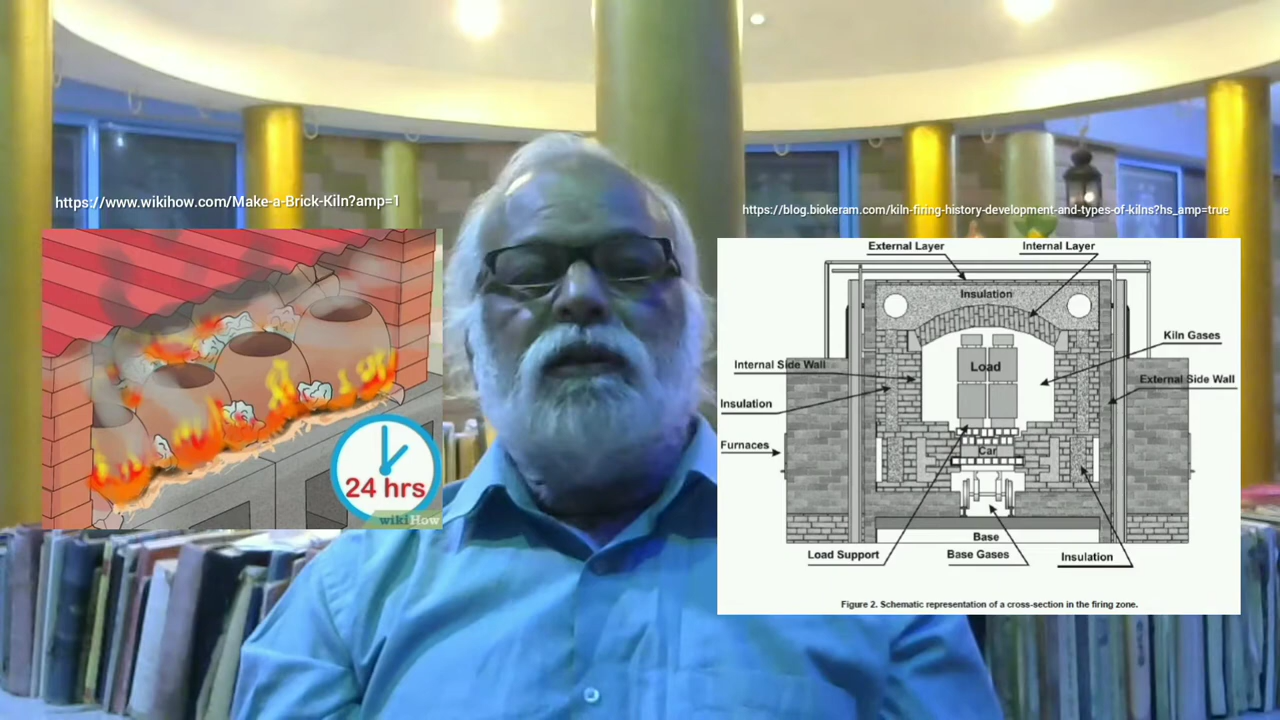 https://www.wikihow.com/Make-a-Brick-Kiln?amp=1
https://blog.biokeram.com/kiln-firing-history-development-and-types-of-kilns?hs_amp=true
24 hrs
wikiHow
External Layer
Internal Layer
Insulation
Kiln Gases
Internal Side Wall
Load
External Side Wall
Insulation
Furnaces
Car
Base
Load Support
Base Gases
Insulation
Figure 2. Schematic representation of a cross-section in the firing zone.